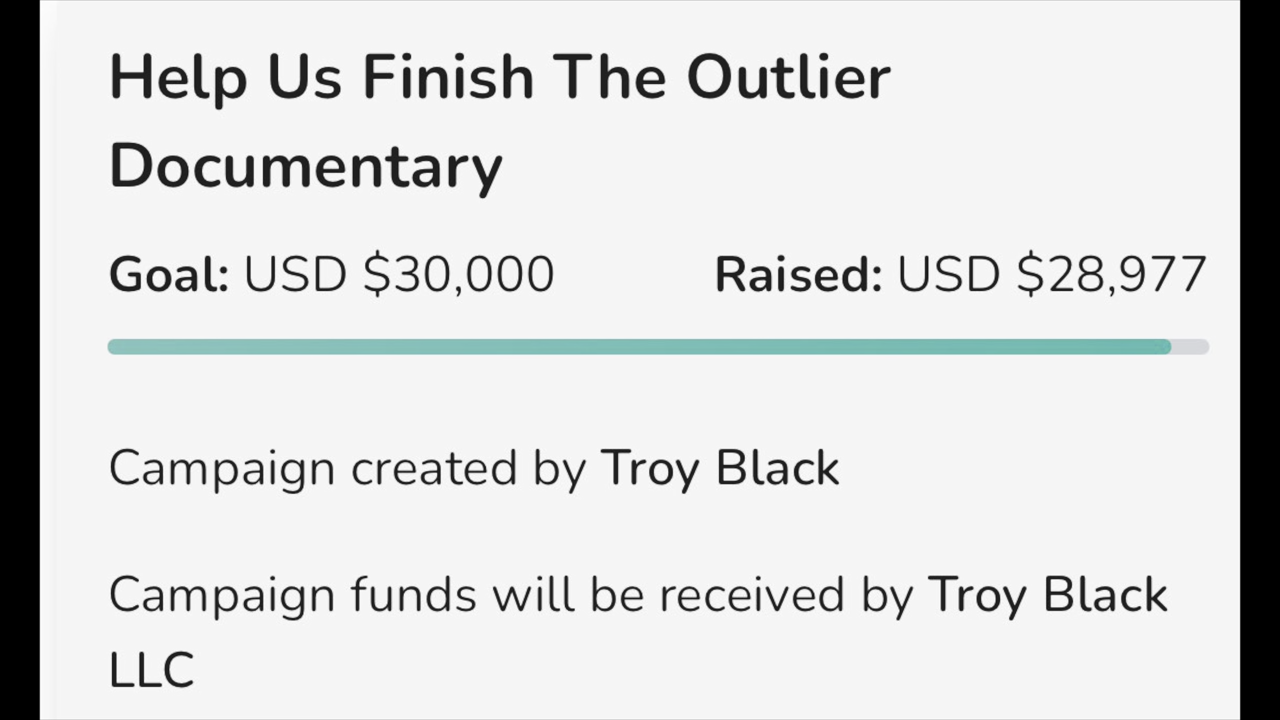 Help Us Finish The Outlier
Documentary
Goal: USD $30,000 Raised: USD $28,977
Campaign created by Troy Black
Campaign funds will be received by Troy Black
LLC